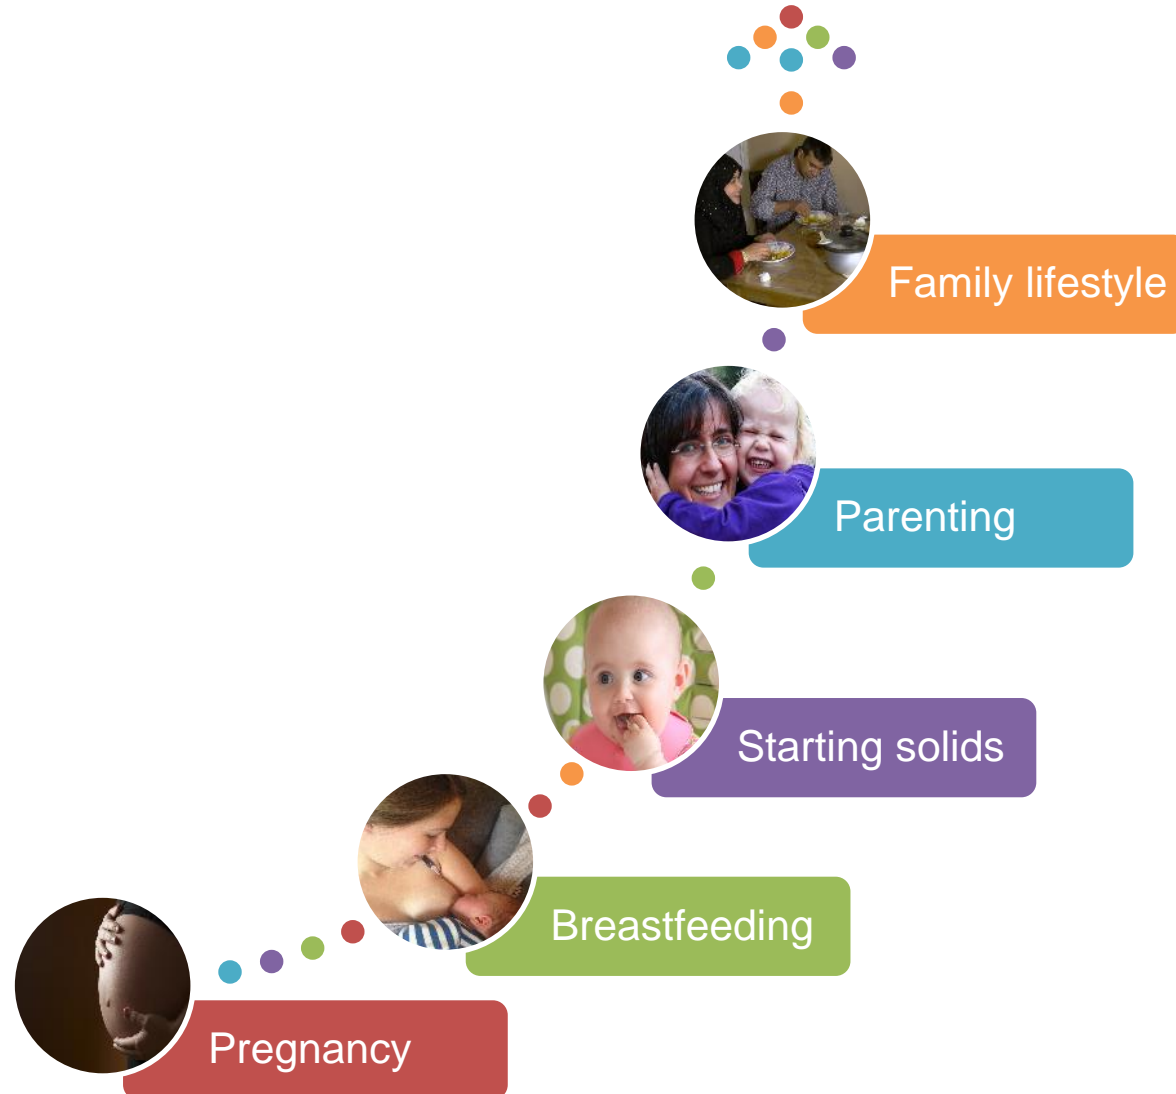 Family lifestyle
Parenting
Starting solids
Breastfeeding
Pregnancy